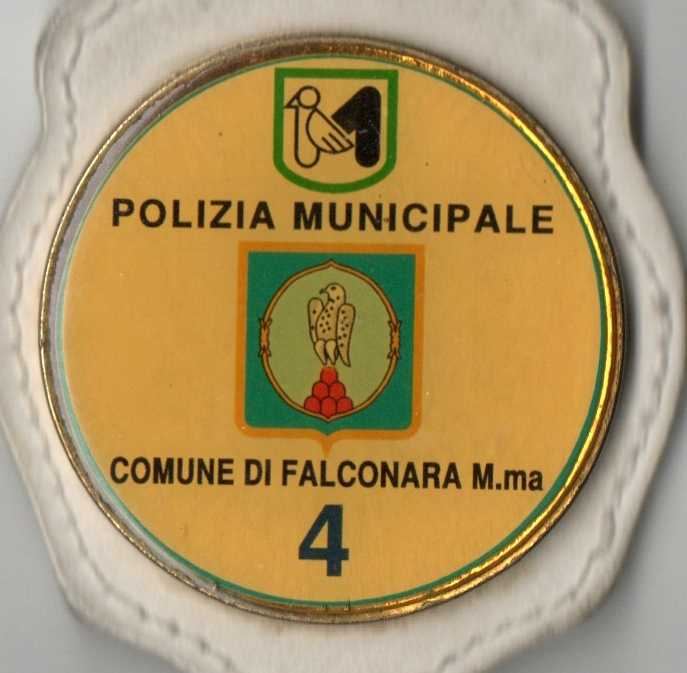 POLIZIA MUNICIPALE
COMUNE DI FALCONARA M.ma
4